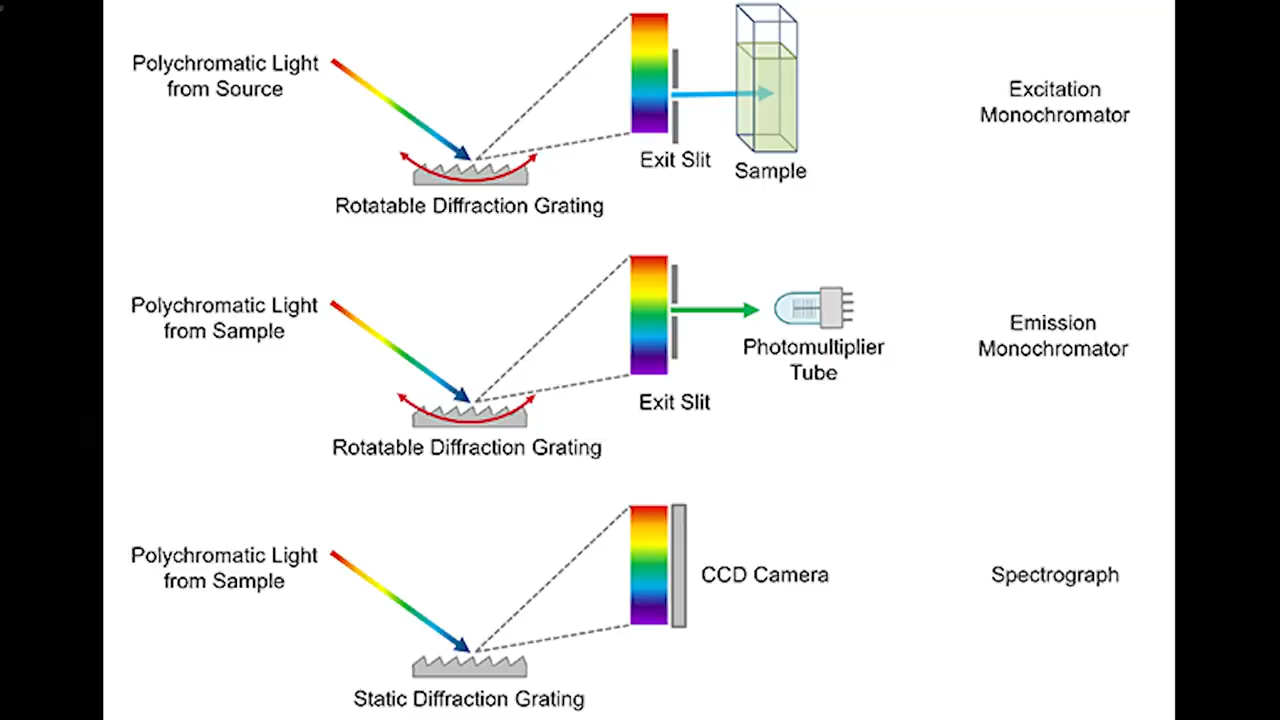 Polychromatic Light
from Source
Exit Slit
Sample
Rotatable Diffraction Grating
Excitation
Monochromator
Polychromatic Light
from Sample
Photomultiplier
Tube
Exit Slit
Rotatable Diffraction Grating
Emission
Monochromator
Polychromatic Light
from Sample
CCD Camera
Static Diffraction Grating
Spectrograph